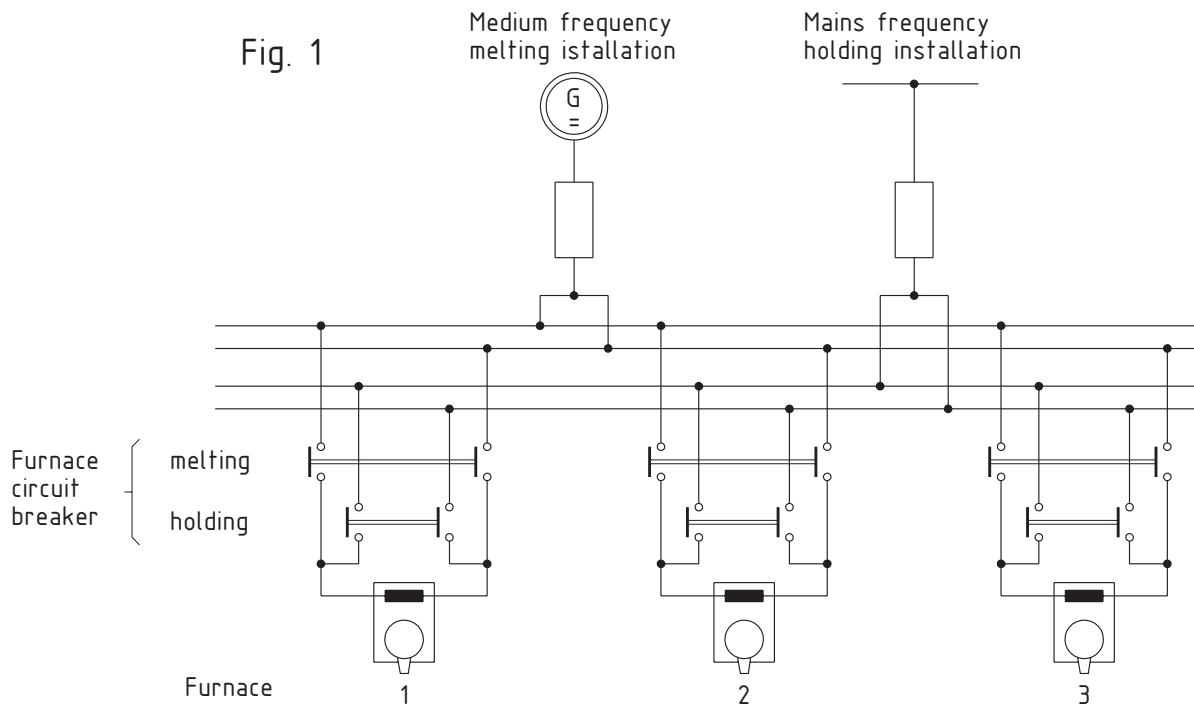 Fig. 1
Medium frequency
melting istallation
Mains frequency
holding installation
G
=
Furnace
circuit
breaker
melting
holding
Furnace
1
2
3